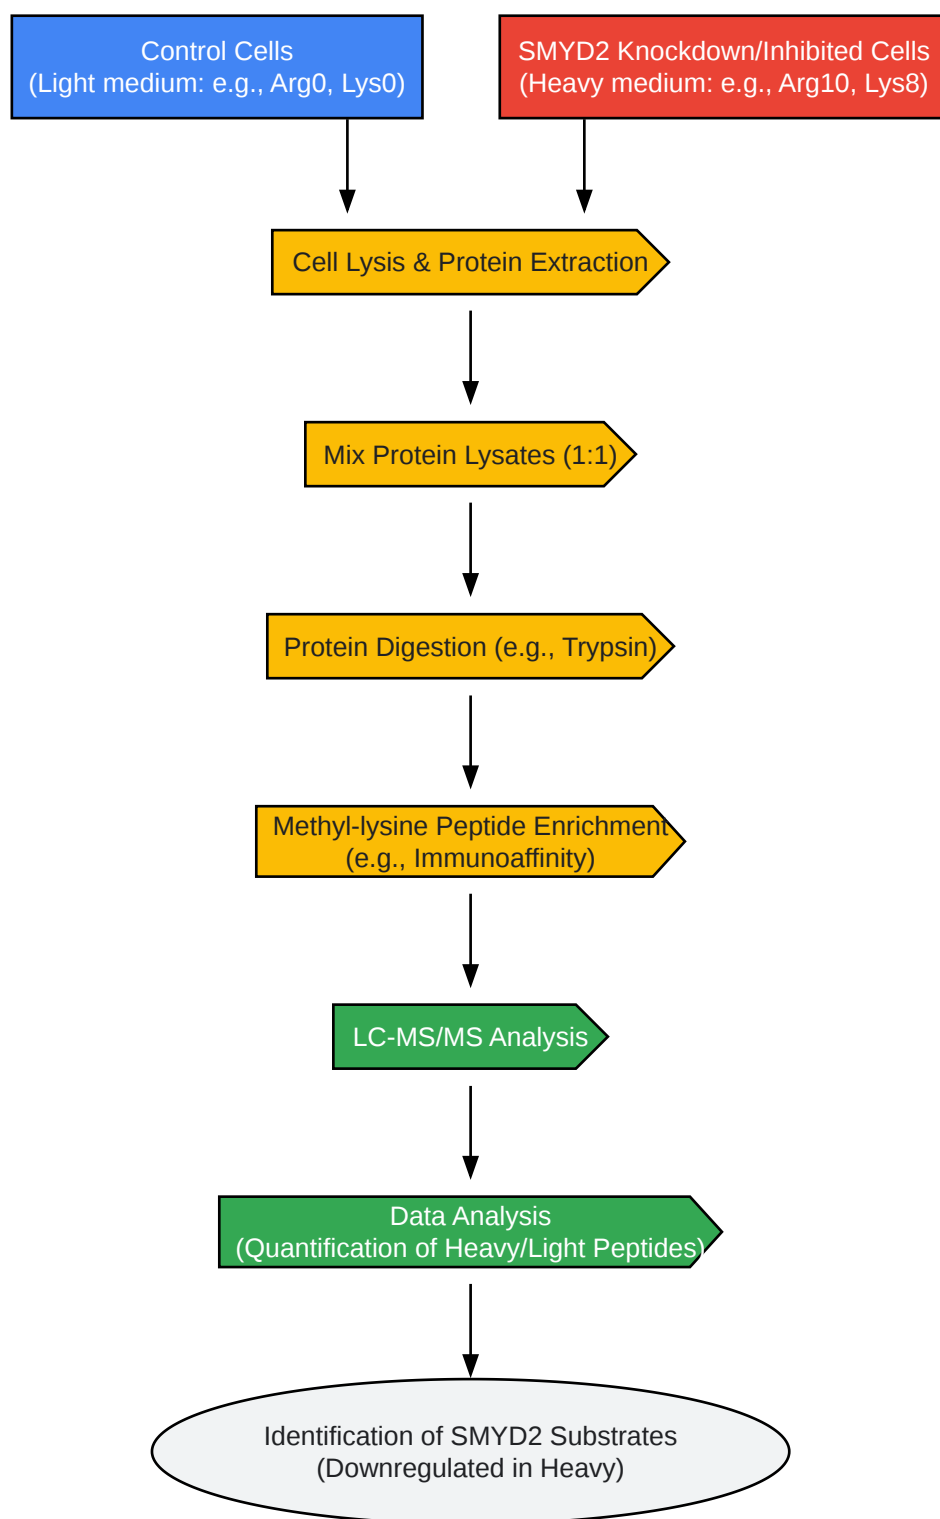 Control Cells
(Light medium: e.g., Arg0, Lys0)
SMYD2 Knockdown/Inhibited Cells
(Heavy medium: e.g., Arg10, Lys8)
Cell Lysis & Protein Extraction
Mix Protein Lysates (1:1)
Protein Digestion (e.g., Trypsin)
Methyl-lysine Peptide Enrichment
(e.g., Immunoaffinity)
LC-MS/MS Analysis
Data Analysis
(Quantification of Heavy/Light Peptides)
Identification of SMYD2 Substrates
(Downregulated in Heavy)